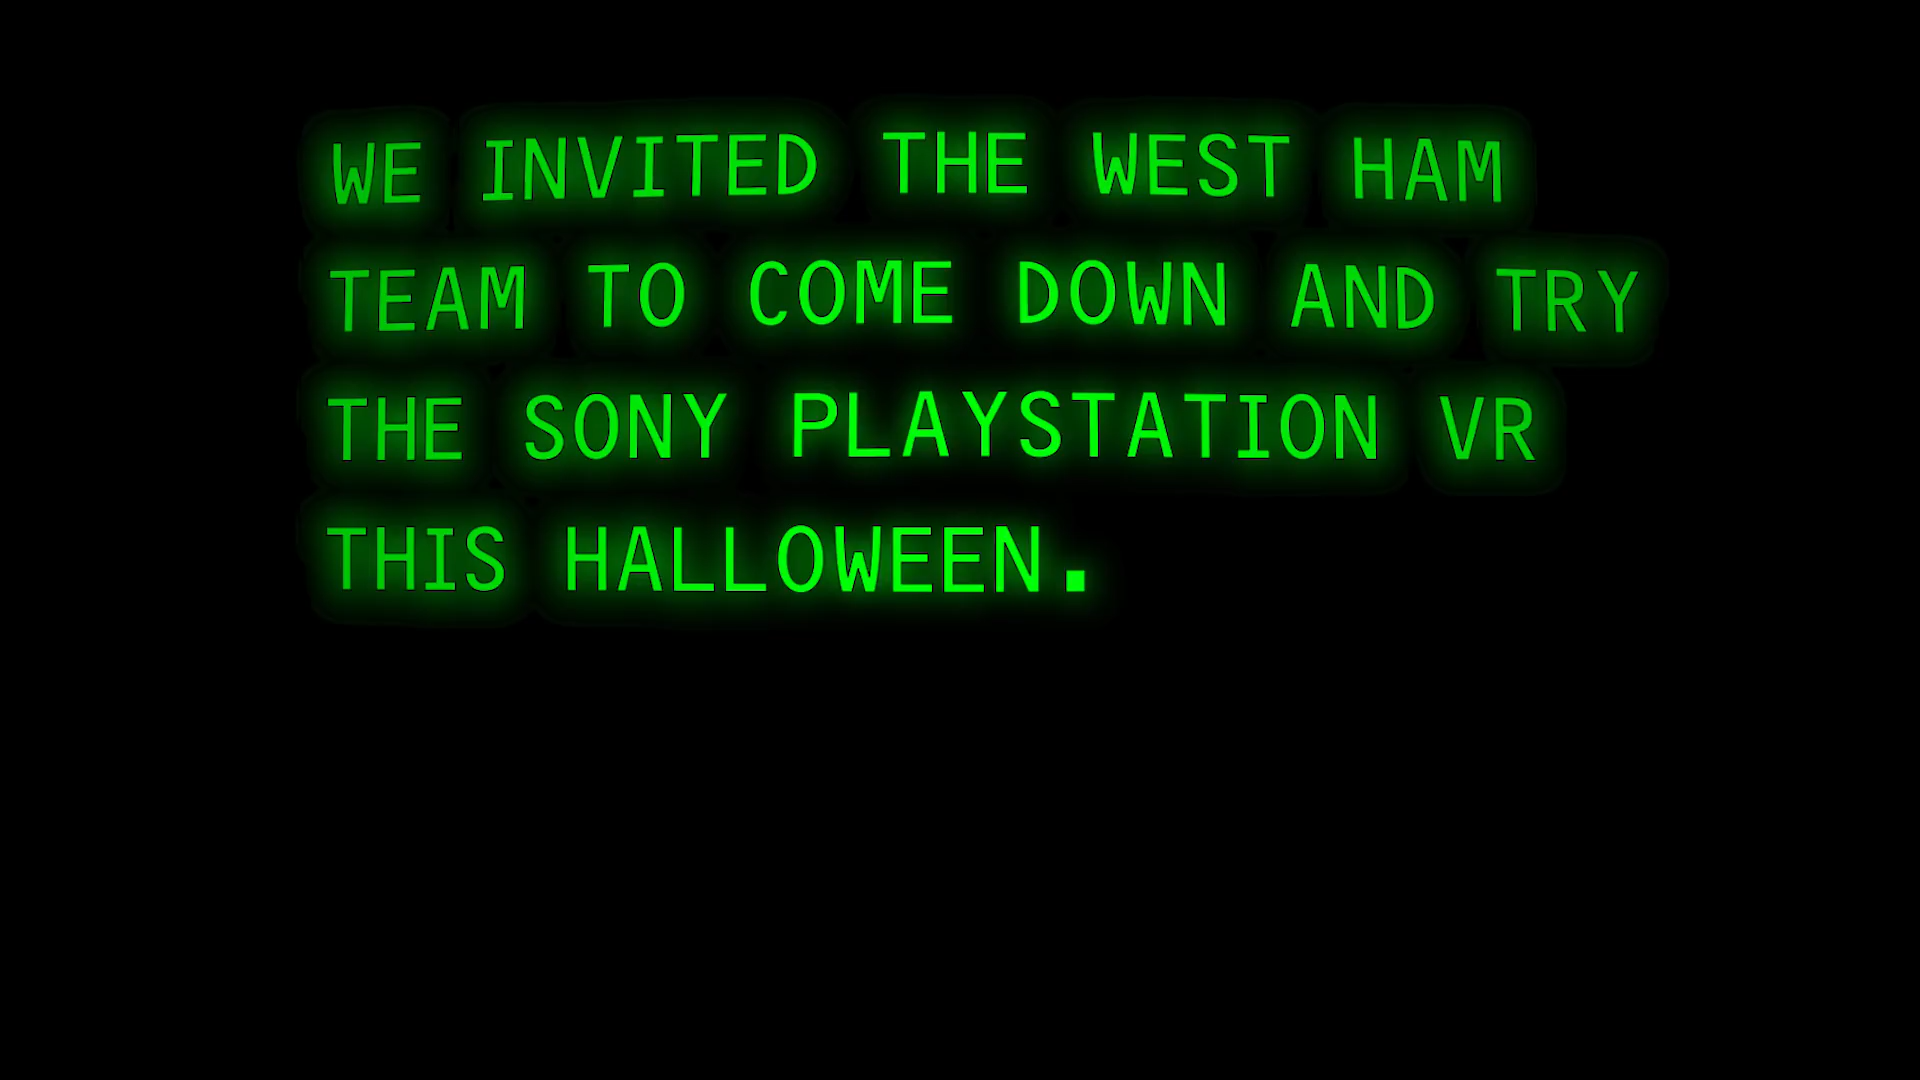 WE INVITED THE WEST HAM
TEAM TO COME DOWN AND TRY
THE SONY PLAYSTATION VR
THIS HALLOWEEN.